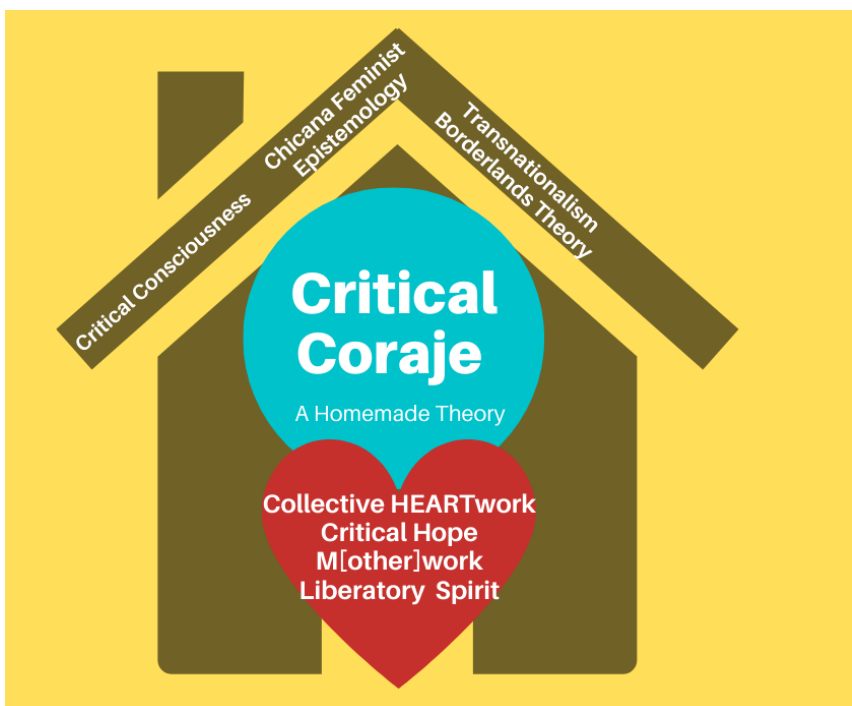 Critical Consciousness
Chicana Feminist
Epistemology
Transnationalism
Borderlands Theory
Critical
Coraje
A Homemade Theory
Collective HEARTwork
Critical Hope
M[other]work
Liberatory Spirit